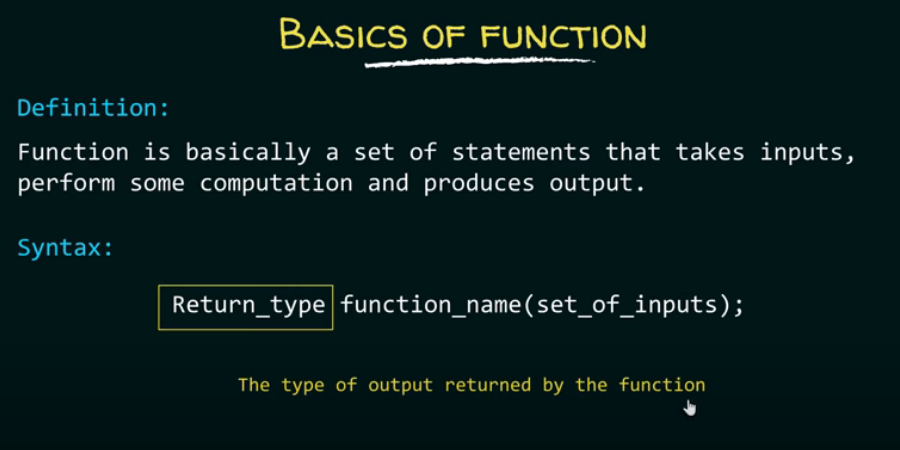 BASICS OF FUNCTION
Definition:
Function is basically a set of statements that takes inputs,
perform some computation and produces output.
Syntax:
Return_type function_name(set_of_inputs);
The type of output returned by the function